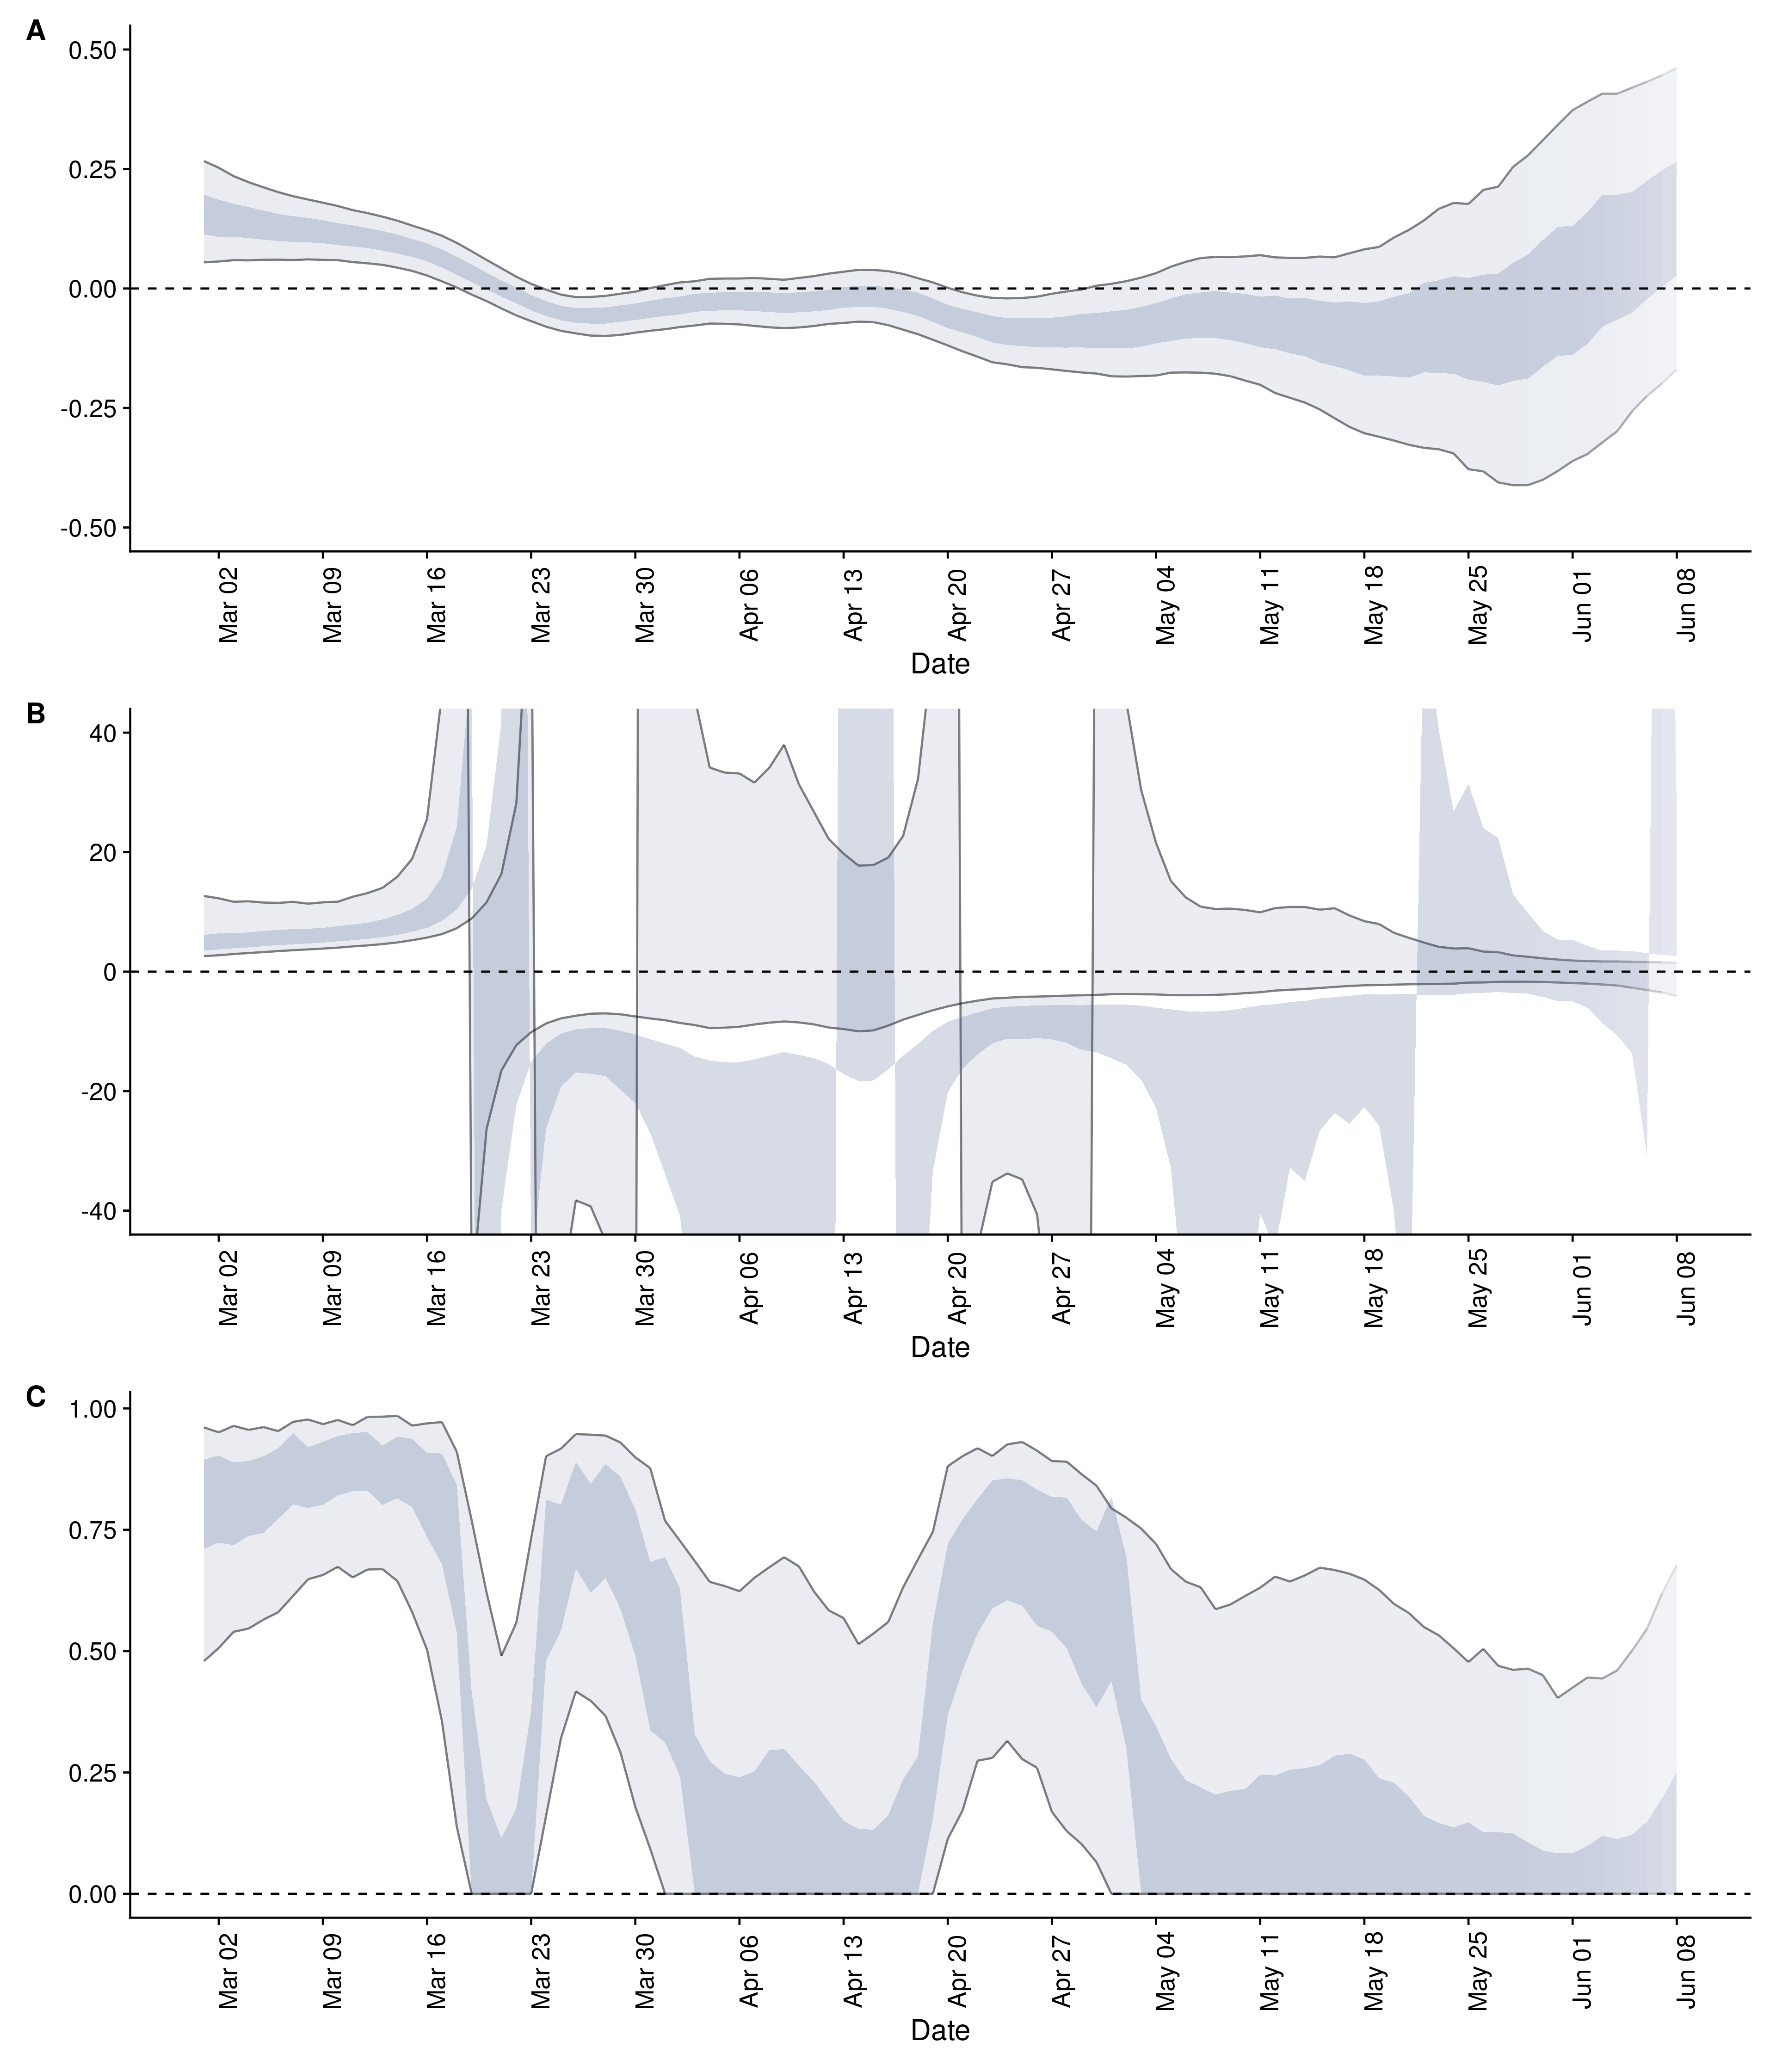 A
0.50
0.25
0.00
-0.25
-0.50
Mar 02
Mar 09
Mar 16
Mar 23
Mar 30
Apr 06
Apr 13
Apr 20
Apr 27
May 04
May 11
May 18
May 25
Jun 01
Jun 08
Date
B
40
20
0
-20
-40
Mar 02
Mar 09
Mar 16
Mar 23
Mar 30
Apr 06
Apr 13
Apr 20
Apr 27
May 04
May 11
May 18
May 25
Jun 01
Jun 08
Date
C
1.00
0.75
0.50
0.25
0.00
Mar 02
Mar 09
Mar 16
Mar 23
Mar 30
Apr 06
Apr 13
Apr 20
Apr 27
May 04
May 11
May 18
May 25
Jun 01
Jun 08
Date